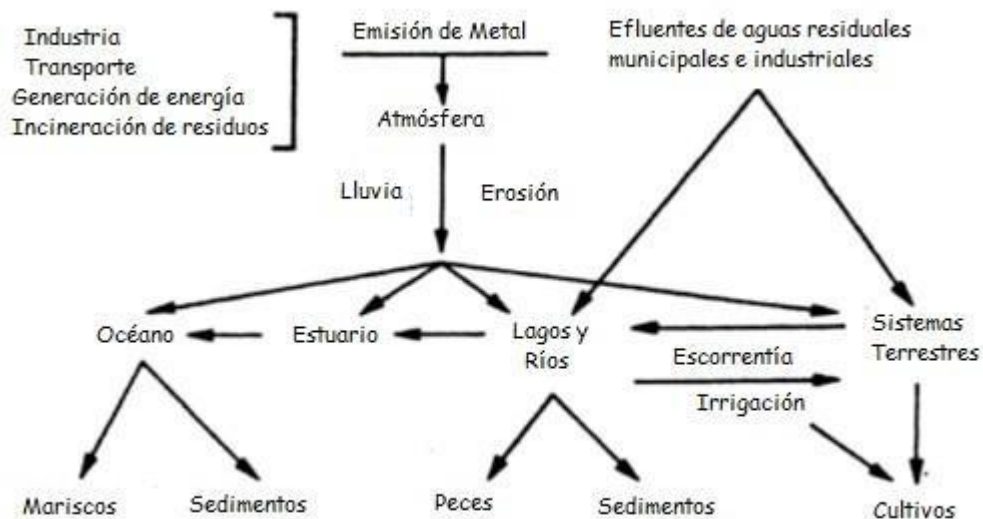 Industria
Transporte
Generación de energía
Incineración de residuos
Emisión de Metal
Efluentes de aguas residuales
municipales e industriales
Atmósfera
Lluvia
Erosión
Océano
Estuario
Lagos y
Ríos
Escorrentía
Irrigación
Sistemas
Terrestres
Mariscos
Sedimentos
Peces
Sedimentos
Cultivos